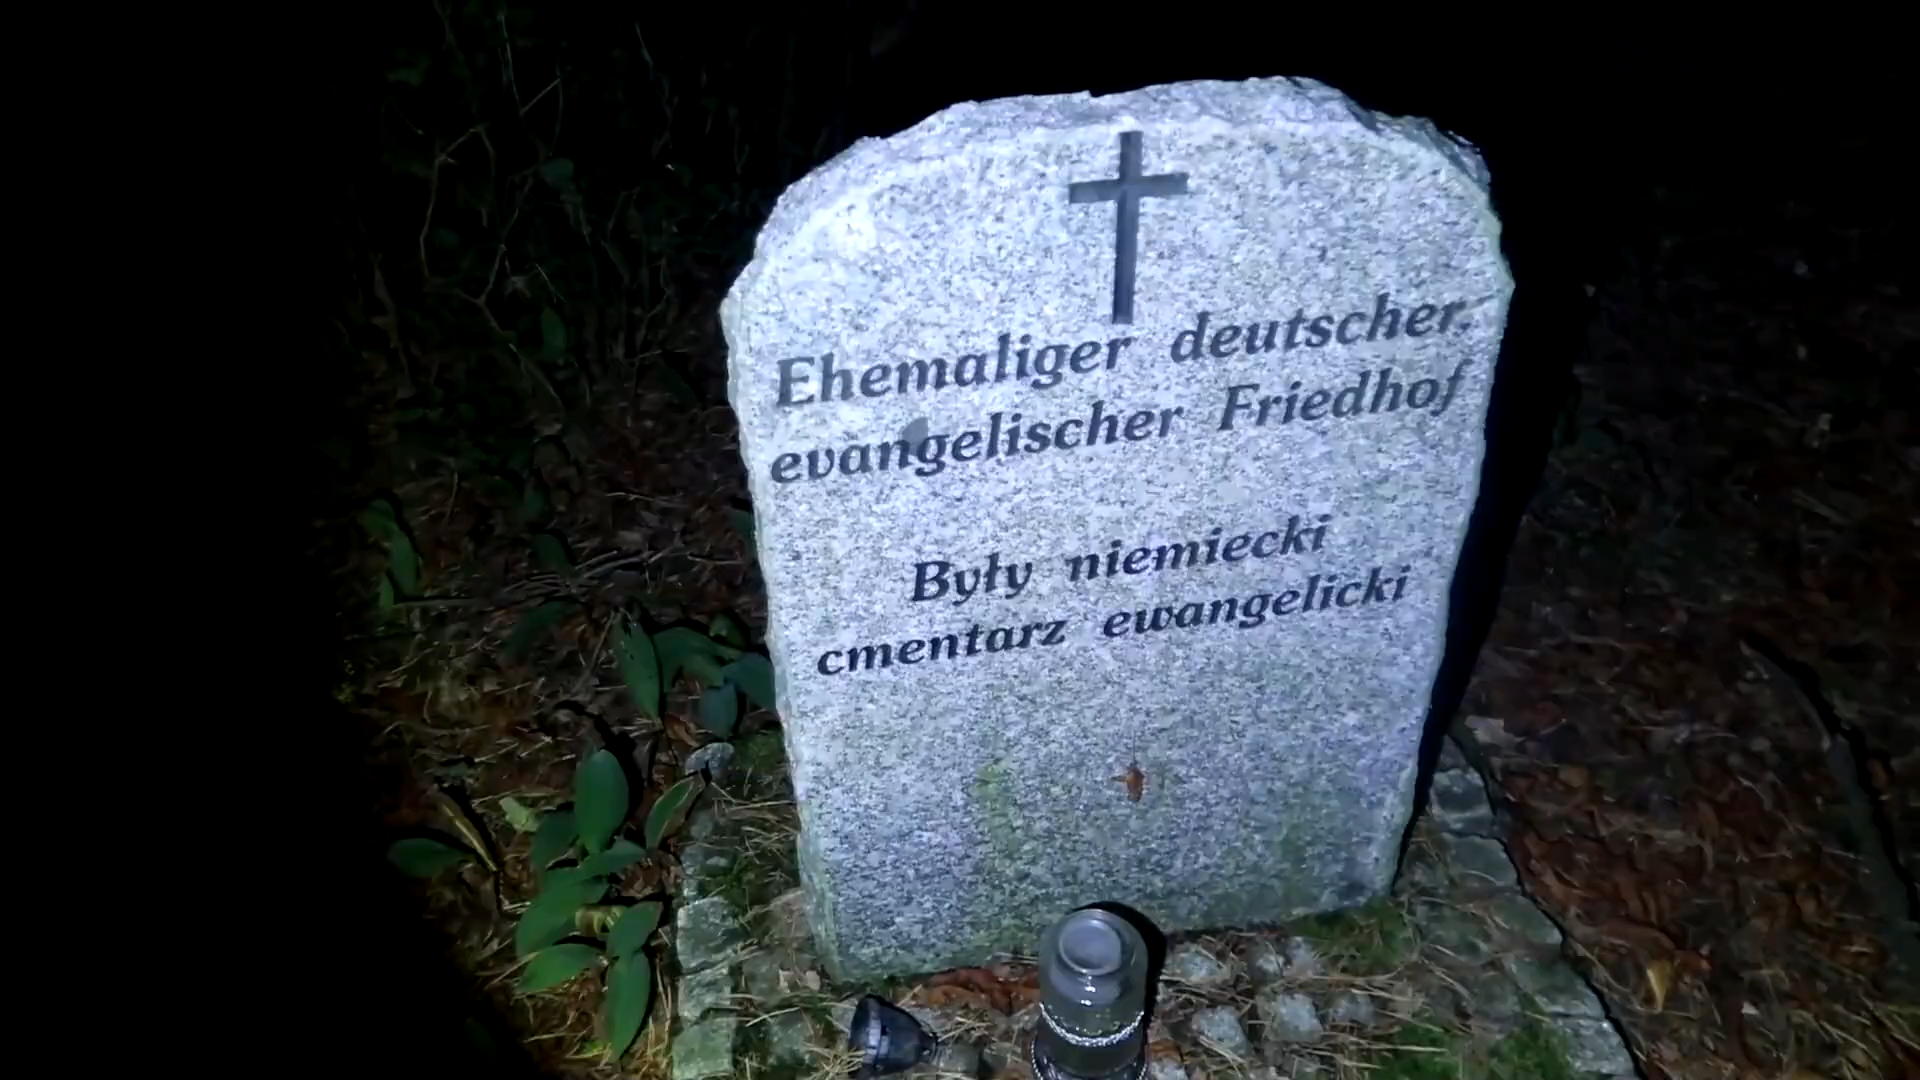 Ehemaliger deutscher
evangelischer Friedhof
Były niemiecki
cmentarz ewangelicki